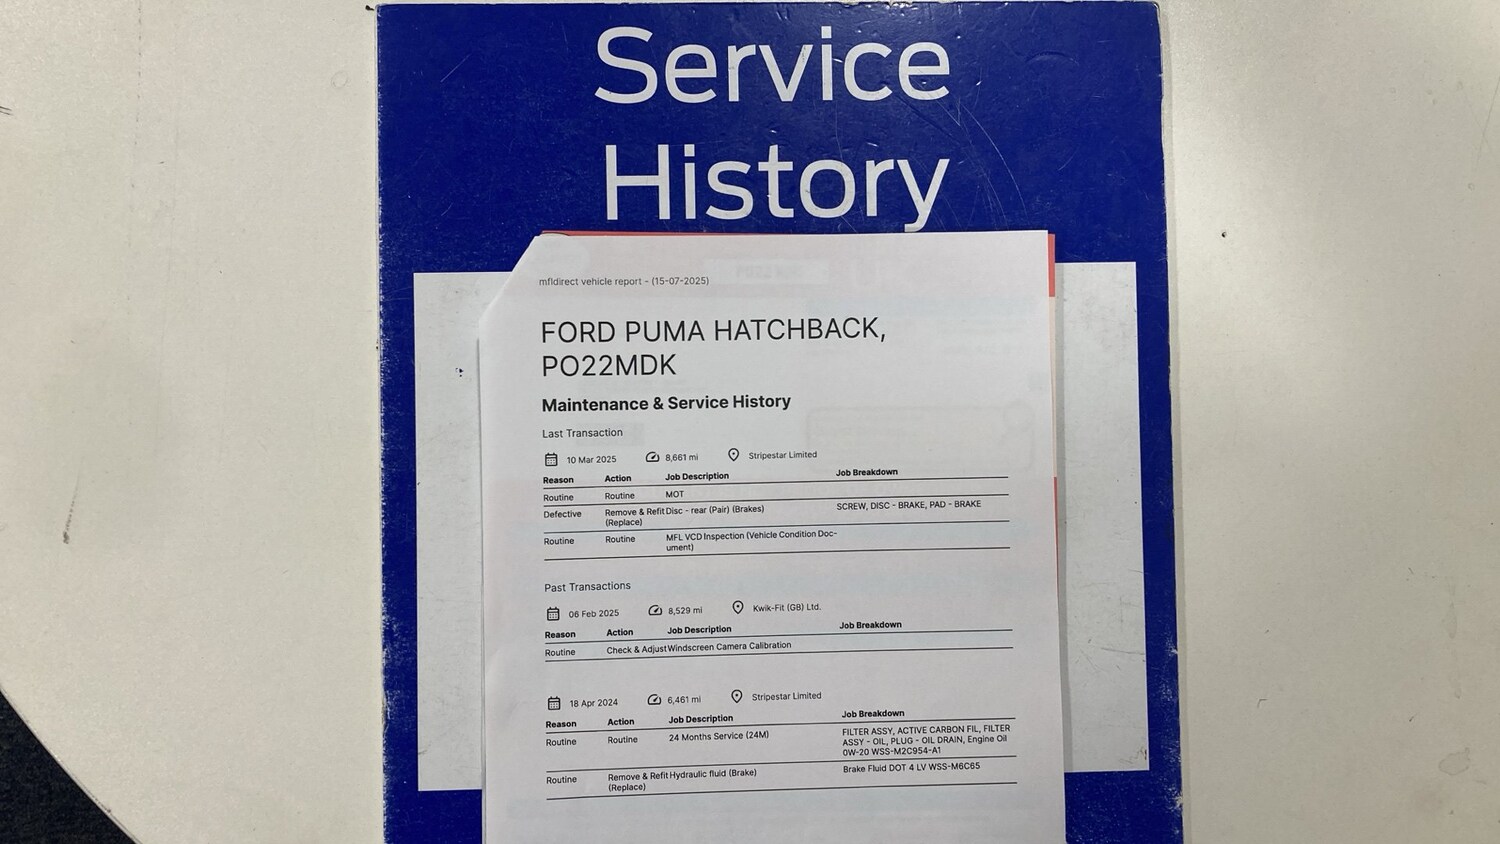 Service
History
mfldirect vehicle report - (15-07-2025)
FORD PUMA HATCHBACK,
PO22MDK
Maintenance & Service History
Last Transaction
10 Mar 2025 8,661 mi Stripestar Limited
Reason Action Job Description Job Breakdown
Routine Routine MOT
Defective Remove & Refit Disc - rear (Pair) (Brakes) SCREW, DISC - BRAKE, PAD - BRAKE
(Replace)
Routine Routine MFL VCD Inspection (Vehicle Condition Doc-
ument)
Past Transactions
06 Feb 2025 8,529 mi Kwik-Fit (GB) Ltd.
Reason Action Job Description Job Breakdown
Routine Check & Adjust Windscreen Camera Calibration
18 Apr 2024 6,461 mi Stripestar Limited
Reason Action Job Description Job Breakdown
Routine Routine 24 Months Service (24M) FILTER ASSY, ACTIVE CARBON FIL, FILTER
ASSY - OIL, PLUG - OIL DRAIN, Engine Oil
0W-20 WSS-M2C954-A1
Routine Remove & Refit Hydraulic fluid (Brake) Brake Fluid DOT 4 LV WSS-M6C65
(Replace)